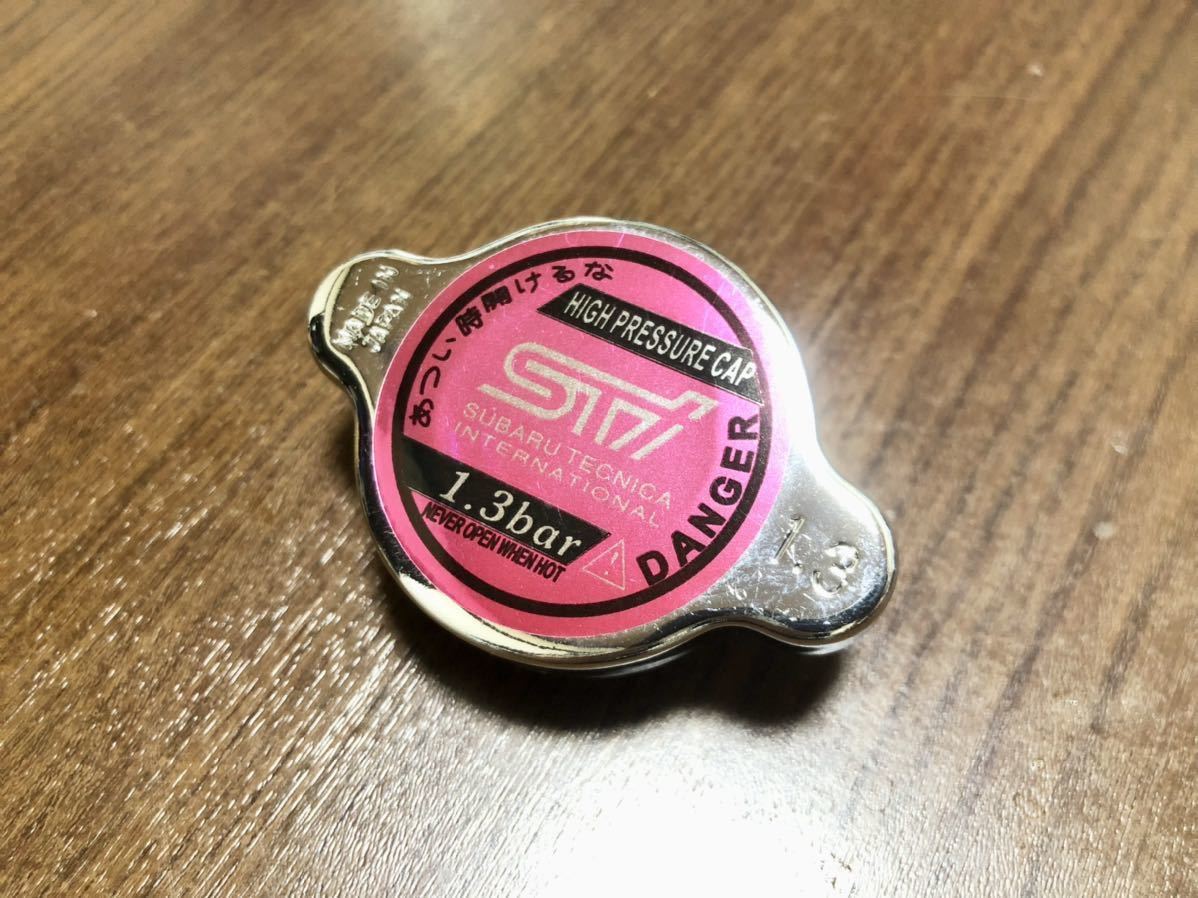 MADE IN
JAPAN
あつい時開けるな
HIGH PRESSURE CAP
STi
SUBARU TECNICA
INTERNATIONAL
1.3bar
NEVER OPEN WHEN HOT
DANGER
1.3